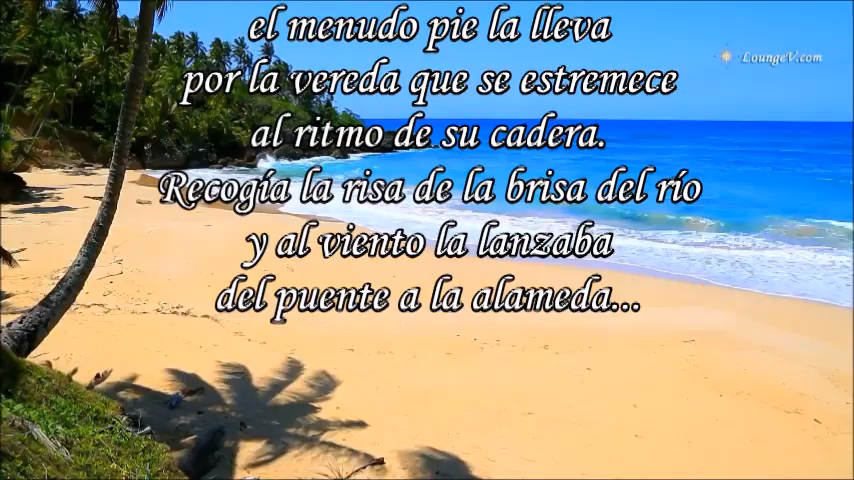 el menudo pie la lleva
LoungeV.com
por la vereda que se estremece
al ritmo de su cadera.
Recogía la risa de la brisa del río
y al viento la lanzaba
del puente a la alameda...